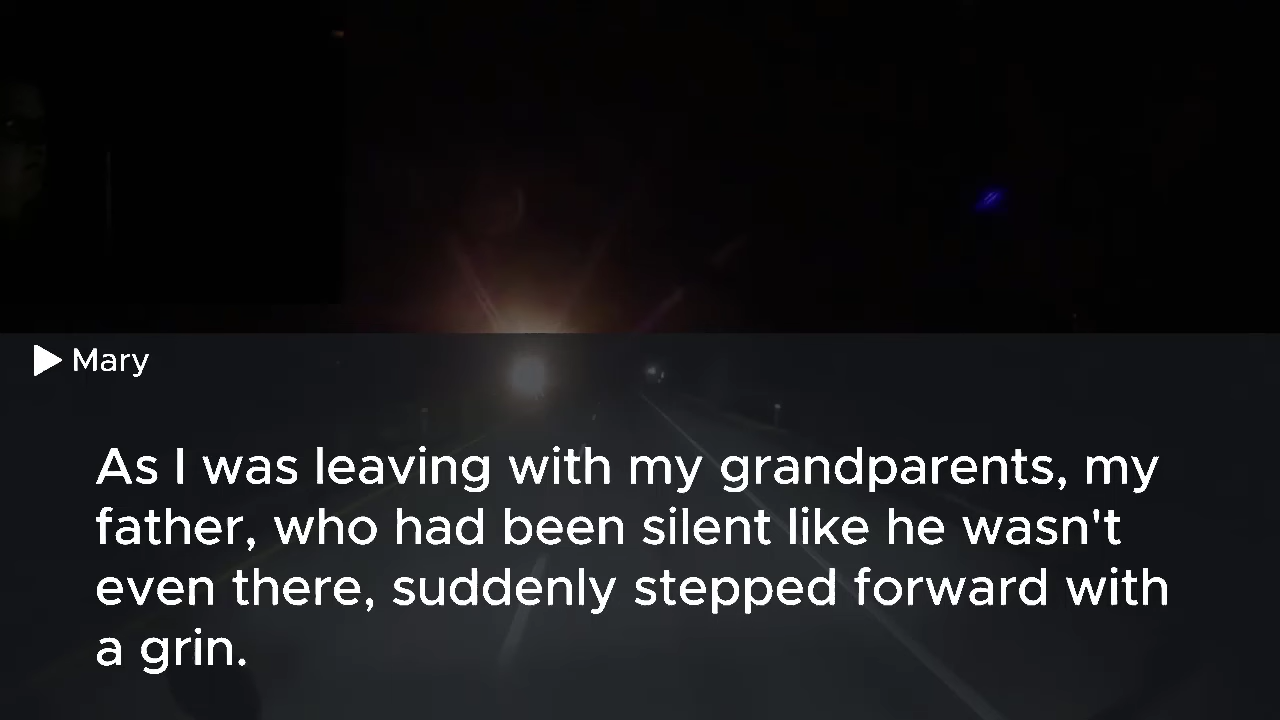 Mary
As I was leaving with my grandparents, my
father, who had been silent like he wasn't
even there, suddenly stepped forward with
a grin.